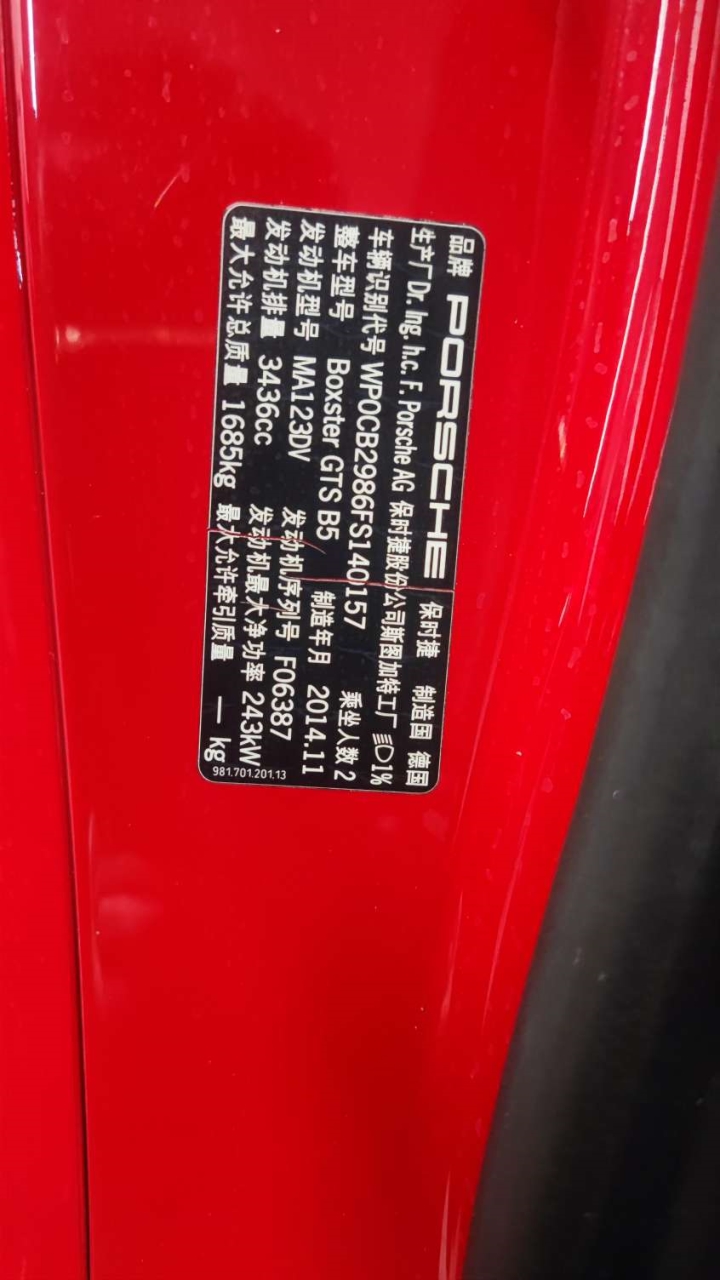 品牌 PORSCHE 保时捷 制造国 德国
生产厂Dr. Ing. h.c. F. Porsche AG 保时捷股份公司斯图加特工厂 1%
车辆识别代号 WP0CB2986FS140157 乘坐人数 2
整车型号 Boxster GTS B5 制造年月 2014.11
发动机型号 MA123DV 发动机序列号 F06387
发动机排量 3436cc 发动机最大净功率 243kW
最大允许总质量 1685kg 最大允许牵引质量 — kg
981.701.201.13